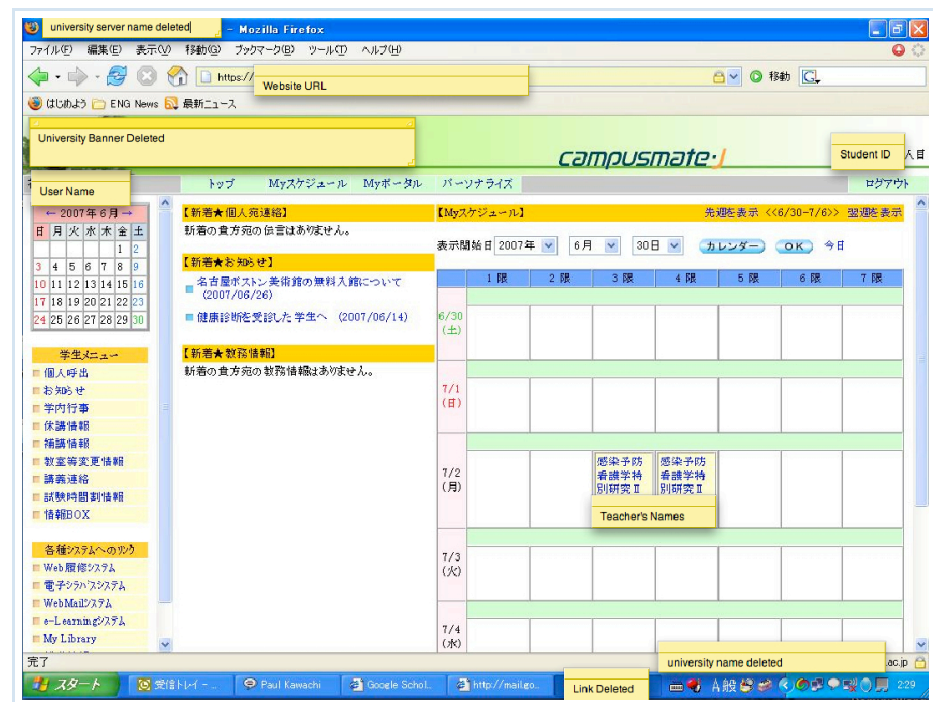 university server name deleted - Mozilla Firefox
ファイル(F) 編集(E) 表示(V) 移動(G) ブックマーク(B) ツール(T) ヘルプ(H)
https://
Website URL
移動
はじめよう ENG News 最新ニュース
University Banner Deleted
campusmate-J
Student ID
User Name
トップ Myスケジュール Myポータル パーソナライズ ログアウト
← 2007年6月 →
日 月 火 水 木 金 土
1 2
3 4 5 6 7 8 9
10 11 12 13 14 15 16
17 18 19 20 21 22 23
24 25 26 27 28 29 30
学生メニュー
個人呼出
お知らせ
学内行事
休講情報
補講情報
教室等変更情報
講義連絡
試験時間割情報
情報BOX
各種システムへのリンク
Web履修システム
電子シラバスシステム
WebMailシステム
e-Learningシステム
My Library
【新着★個人宛連絡】
新着の貴方宛の伝言はありません。
【新着★お知らせ】
名古屋ボストン美術館の無料入館について
(2007/06/26)
健康診断を受診した学生へ (2007/06/14)
【新着★教務情報】
新着の貴方宛の教務情報はありません。
【Myスケジュール】 先週を表示 <<6/30-7/6>> 翌週を表示
表示開始日 2007年 6月 30日 カレンダー OK 今日
1限 2限 3限 4限 5限 6限 7限
6/30
(土)
7/1
(日)
7/2
(月)
感染予防
看護学特
別研究Ⅱ
感染予防
看護学特
別研究Ⅱ
Teacher's Names
7/3
(火)
7/4
(水)
完了
university name deleted
.ac.jp
スタート 受信トレイ - Paul Kawachi Google Schol... http://mailgo...
Link Deleted
A般
2:29